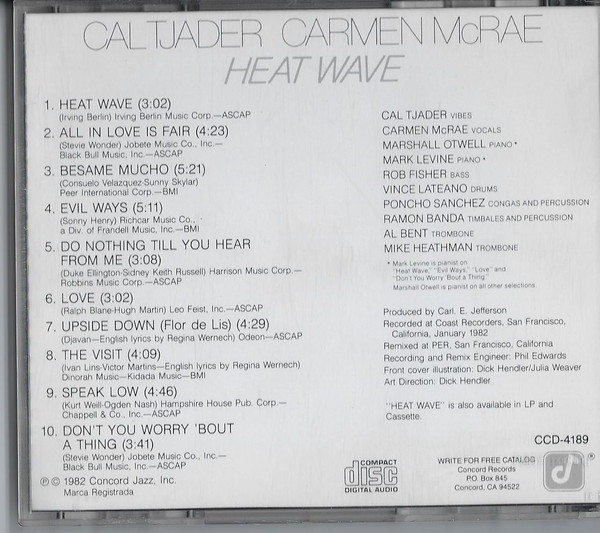 CAL TJADER CARMEN McRAE
HEAT WAVE
1. HEAT WAVE (3:02)
(Irving Berlin) Irving Berlin Music Corp.—ASCAP
2. ALL IN LOVE IS FAIR (4:23)
(Stevie Wonder) Jobete Music Co., Inc.—
Black Bull Music, Inc.—ASCAP
3. BESAME MUCHO (5:21)
(Consuelo Velazquez-Sunny Skylar)
Peer International Corp.—BMI
4. EVIL WAYS (5:11)
(Sonny Henry) Richcar Music Co.,
a Div. of Frandell Music, Inc.—BMI
5. DO NOTHING TILL YOU HEAR
FROM ME (3:08)
(Duke Ellington-Sidney Keith Russell) Harrison Music Corp.—
Robbins Music Corp.—ASCAP
6. LOVE (3:02)
(Ralph Blane-Hugh Martin) Leo Feist, Inc.—ASCAP
7. UPSIDE DOWN (Flor de Lis) (4:29)
(Djavan—English lyrics by Regina Wernech) Odeon—ASCAP
8. THE VISIT (4:09)
(Ivan Lins-Victor Martins—English lyrics by Regina Wernech)
Dinorah Music—Kidada Music—BMI
9. SPEAK LOW (4:46)
(Kurt Weill-Ogden Nash) Hampshire House Pub. Corp.—
Chappell & Co., Inc.—ASCAP
10. DON'T YOU WORRY 'BOUT
A THING (3:41)
(Stevie Wonder) Jobete Music Co., Inc.—
Black Bull Music, Inc.—ASCAP
℗ © 1982 Concord Jazz, Inc.
Marca Registrada
CAL TJADER VIBES
CARMEN McRAE VOCALS
MARSHALL OTWELL PIANO*
MARK LEVINE PIANO*
ROB FISHER BASS
VINCE LATEANO DRUMS
PONCHO SANCHEZ CONGAS AND PERCUSSION
RAMON BANDA TIMBALES AND PERCUSSION
AL BENT TROMBONE
MIKE HEATHMAN TROMBONE
* Mark Levine is pianist on
"Heat Wave," "Evil Ways," "Love" and
"Don't You Worry 'Bout a Thing."
Marshall Otwell is pianist on all other selections
Produced by Carl. E. Jefferson
Recorded at Coast Recorders, San Francisco,
California, January 1982
Remixed at PER, San Francisco, California
Recording and Remix Engineer: Phil Edwards
Front cover illustration: Dick Hendler/Julia Weaver
Art Direction: Dick Hendler
"HEAT WAVE" is also available in LP and
Cassette.
CCD-4189
COMPACT
disc
DIGITAL AUDIO
WRITE FOR FREE CATALOG
Concord Records
P.O. Box 845
Concord, CA 94522
®